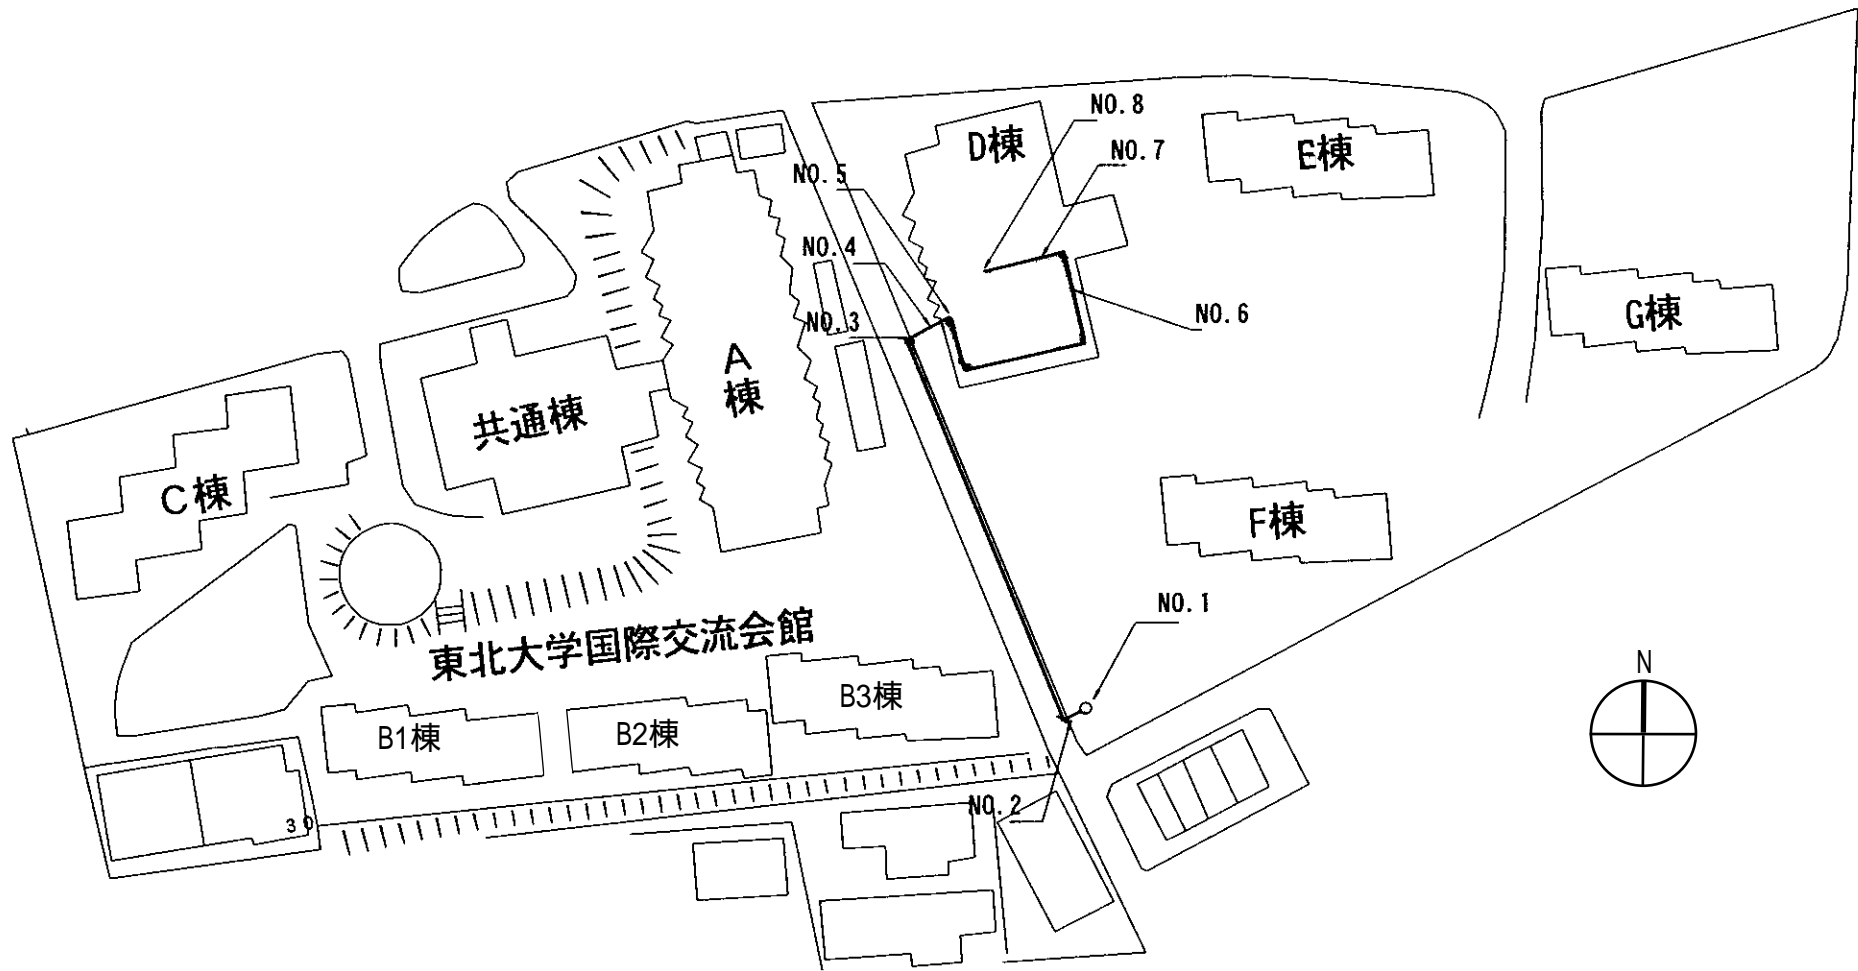 NO. 8
D棟
NO. 7
E棟
NO. 5
NO. 4
NO. 6
G棟
NO. 3
A
棟
共通棟
C棟
F棟
NO. 1
東北大学国際交流会館
N
B3棟
B1棟
B2棟
NO. 2
30